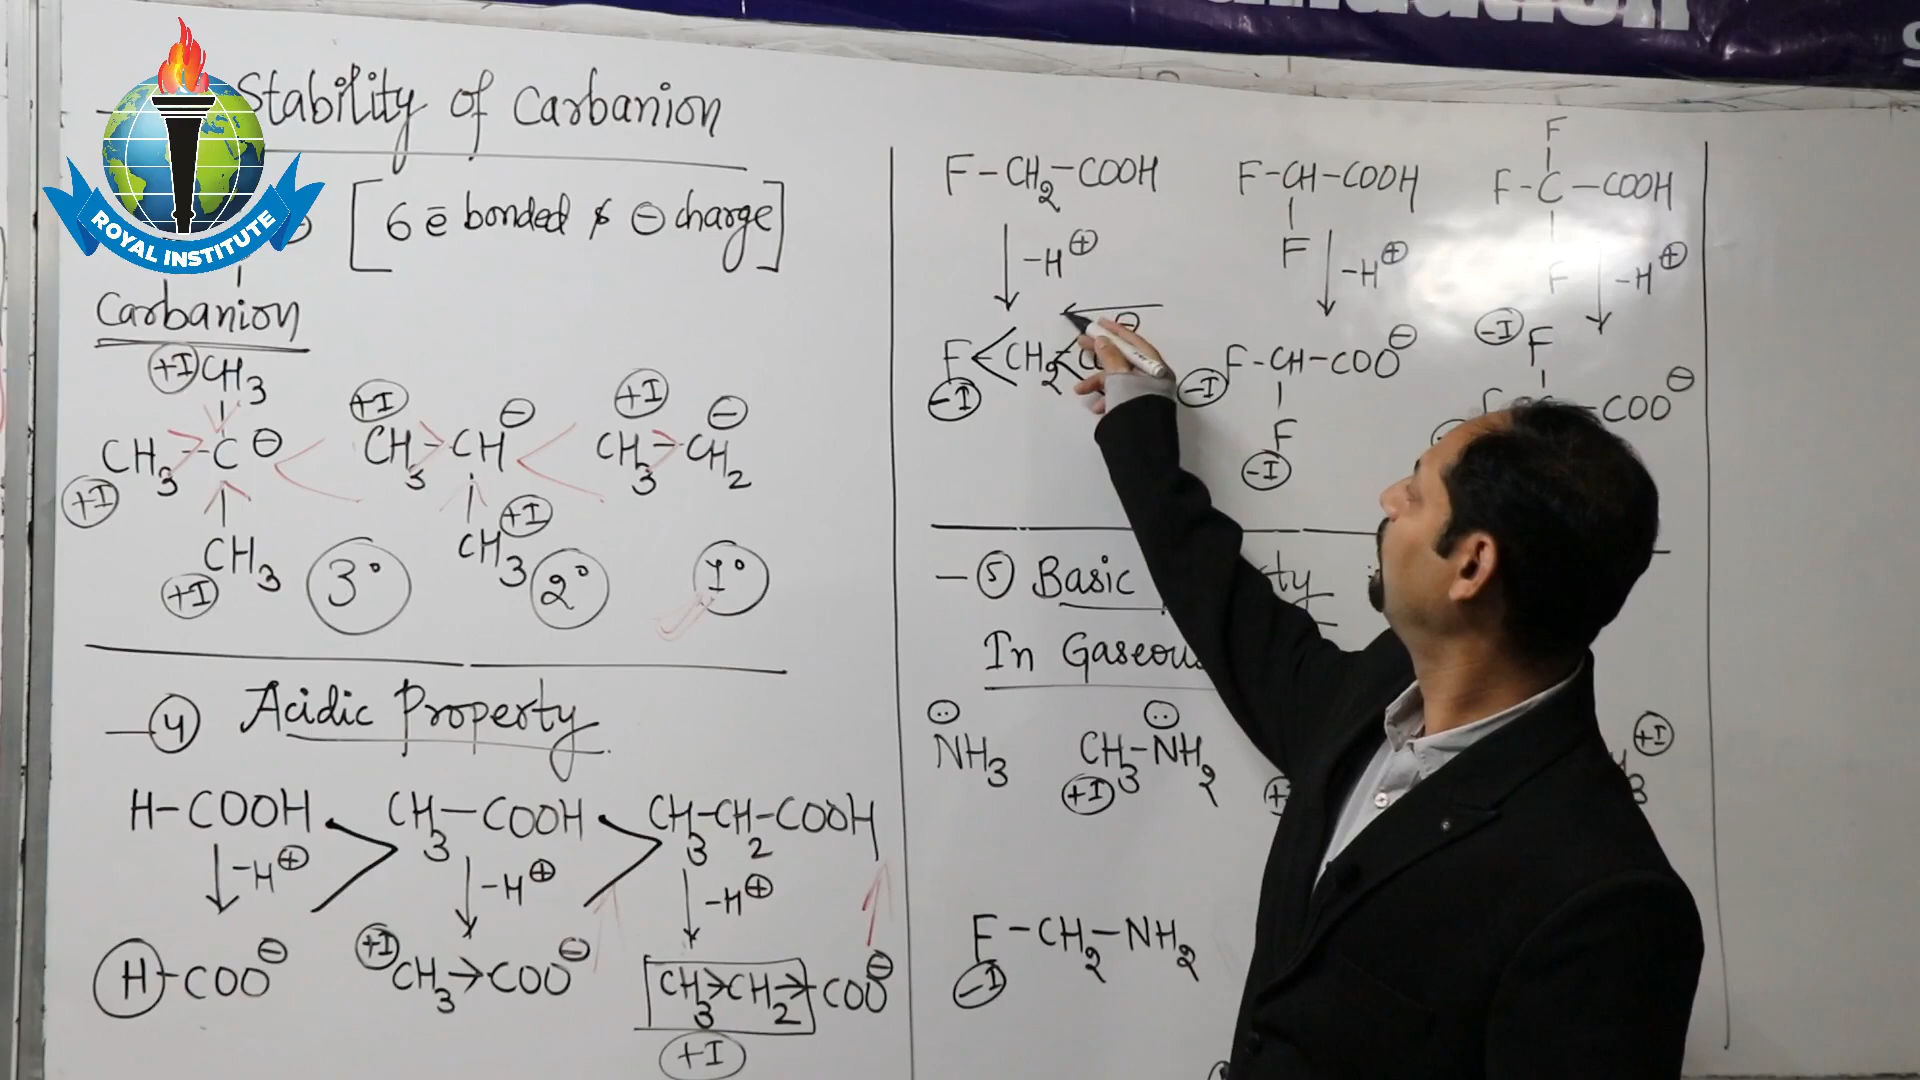 Stability of Carbanion
[6 ē bonded & ⊖ charge]
Carbanion
+I CH3
CH3 - C ⊖
+I
CH3
+I
3°
+I
CH3 - CH ⊖
CH3 +I
2°
+I
CH3 - CH2 ⊖
1°
— ④ Acidic Property
H-COOH > CH3-COOH > CH3-CH2-COOH
-H⊕
-H⊕
-H⊕
H-COO⊖
+I CH3→COO⊖
CH3>CH2→COO⊖
+I
F-CH2-COOH
-H⊕
F<CH2<
⊖
-I
F-CH-COOH
F
-H⊕
F-CH-COO⊖
-I
F
-I
F
F-C-COOH
F
-H⊕
-I F
-COO⊖
— ⑤ Basic
In Gaseous
NH3
CH3-NH2
+I
+I
F-CH2-NH2
-I
ROYAL INSTITUTE